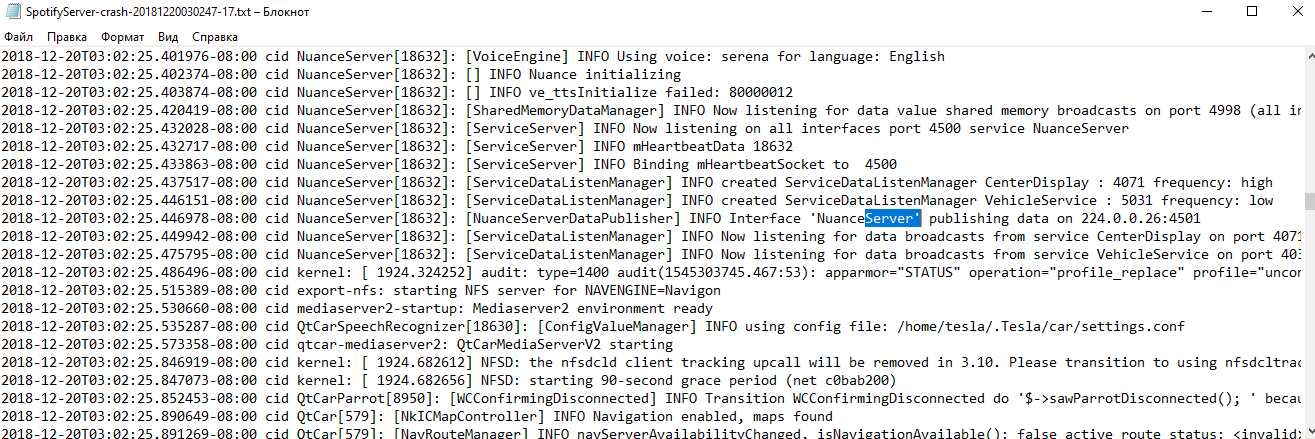 SpotifyServer-crash-20181220030247-17.txt – Блокнот
Файл Правка Формат Вид Справка
2018-12-20T03:02:25.401976-08:00 cid NuanceServer[18632]: [VoiceEngine] INFO Using voice: serena for language: English
2018-12-20T03:02:25.402374-08:00 cid NuanceServer[18632]: [] INFO Nuance initializing
2018-12-20T03:02:25.403874-08:00 cid NuanceServer[18632]: [] INFO ve_ttsInitialize failed: 80000012
2018-12-20T03:02:25.420419-08:00 cid NuanceServer[18632]: [SharedMemoryDataManager] INFO Now listening for data value shared memory broadcasts on port 4998 (all in
2018-12-20T03:02:25.432028-08:00 cid NuanceServer[18632]: [ServiceServer] INFO Now listening on all interfaces port 4500 service NuanceServer
2018-12-20T03:02:25.432717-08:00 cid NuanceServer[18632]: [ServiceServer] INFO mHeartbeatData 18632
2018-12-20T03:02:25.433863-08:00 cid NuanceServer[18632]: [ServiceServer] INFO Binding mHeartbeatSocket to  4500
2018-12-20T03:02:25.437517-08:00 cid NuanceServer[18632]: [ServiceDataListenManager] INFO created ServiceDataListenManager CenterDisplay : 4071 frequency: high
2018-12-20T03:02:25.446151-08:00 cid NuanceServer[18632]: [ServiceDataListenManager] INFO created ServiceDataListenManager VehicleService : 5031 frequency: low
2018-12-20T03:02:25.446978-08:00 cid NuanceServer[18632]: [NuanceServerDataPublisher] INFO Interface 'NuanceServer' publishing data on 224.0.0.26:4501
2018-12-20T03:02:25.449942-08:00 cid NuanceServer[18632]: [ServiceDataListenManager] INFO Now listening for data broadcasts from service CenterDisplay on port 4071
2018-12-20T03:02:25.475795-08:00 cid NuanceServer[18632]: [ServiceDataListenManager] INFO Now listening for data broadcasts from service VehicleService on port 403
2018-12-20T03:02:25.486496-08:00 cid kernel: [ 1924.324252] audit: type=1400 audit(1545303745.467:53): apparmor="STATUS" operation="profile_replace" profile="uncon
2018-12-20T03:02:25.515389-08:00 cid export-nfs: starting NFS server for NAVENGINE=Navigon
2018-12-20T03:02:25.530660-08:00 cid mediaserver2-startup: Mediaserver2 environment ready
2018-12-20T03:02:25.535287-08:00 cid QtCarSpeechRecognizer[18630]: [ConfigValueManager] INFO using config file: /home/tesla/.Tesla/car/settings.conf
2018-12-20T03:02:25.573358-08:00 cid qtcar-mediaserver2: QtCarMediaServerV2 starting
2018-12-20T03:02:25.846919-08:00 cid kernel: [ 1924.682612] NFSD: the nfsdcld client tracking upcall will be removed in 3.10. Please transition to using nfsdcltrac
2018-12-20T03:02:25.847073-08:00 cid kernel: [ 1924.682656] NFSD: starting 90-second grace period (net c0bab200)
2018-12-20T03:02:25.852453-08:00 cid QtCarParrot[8950]: [WCConfirmingDisconnected] INFO Transition WCConfirmingDisconnected do '$->sawParrotDisconnected(); ' becau
2018-12-20T03:02:25.890649-08:00 cid QtCar[579]: [NkICMapController] INFO Navigation enabled, maps found
2018-12-20T03:02:25.891269-08:00 cid QtCar[579]: [NavRouteManager] INFO navServerAvailabilityChanged. isNavigationAvailable(): false active route status: <invalid>